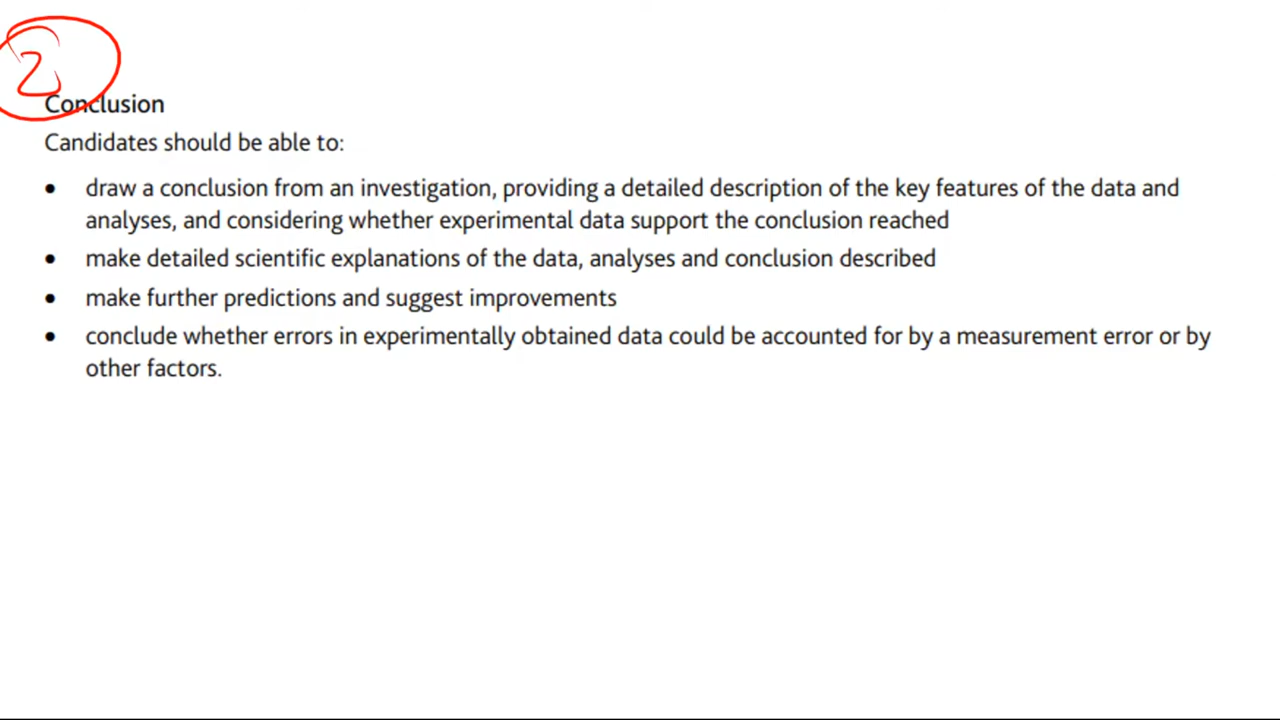 2
Conclusion
Candidates should be able to:
• draw a conclusion from an investigation, providing a detailed description of the key features of the data and
analyses, and considering whether experimental data support the conclusion reached
• make detailed scientific explanations of the data, analyses and conclusion described
• make further predictions and suggest improvements
• conclude whether errors in experimentally obtained data could be accounted for by a measurement error or by
other factors.